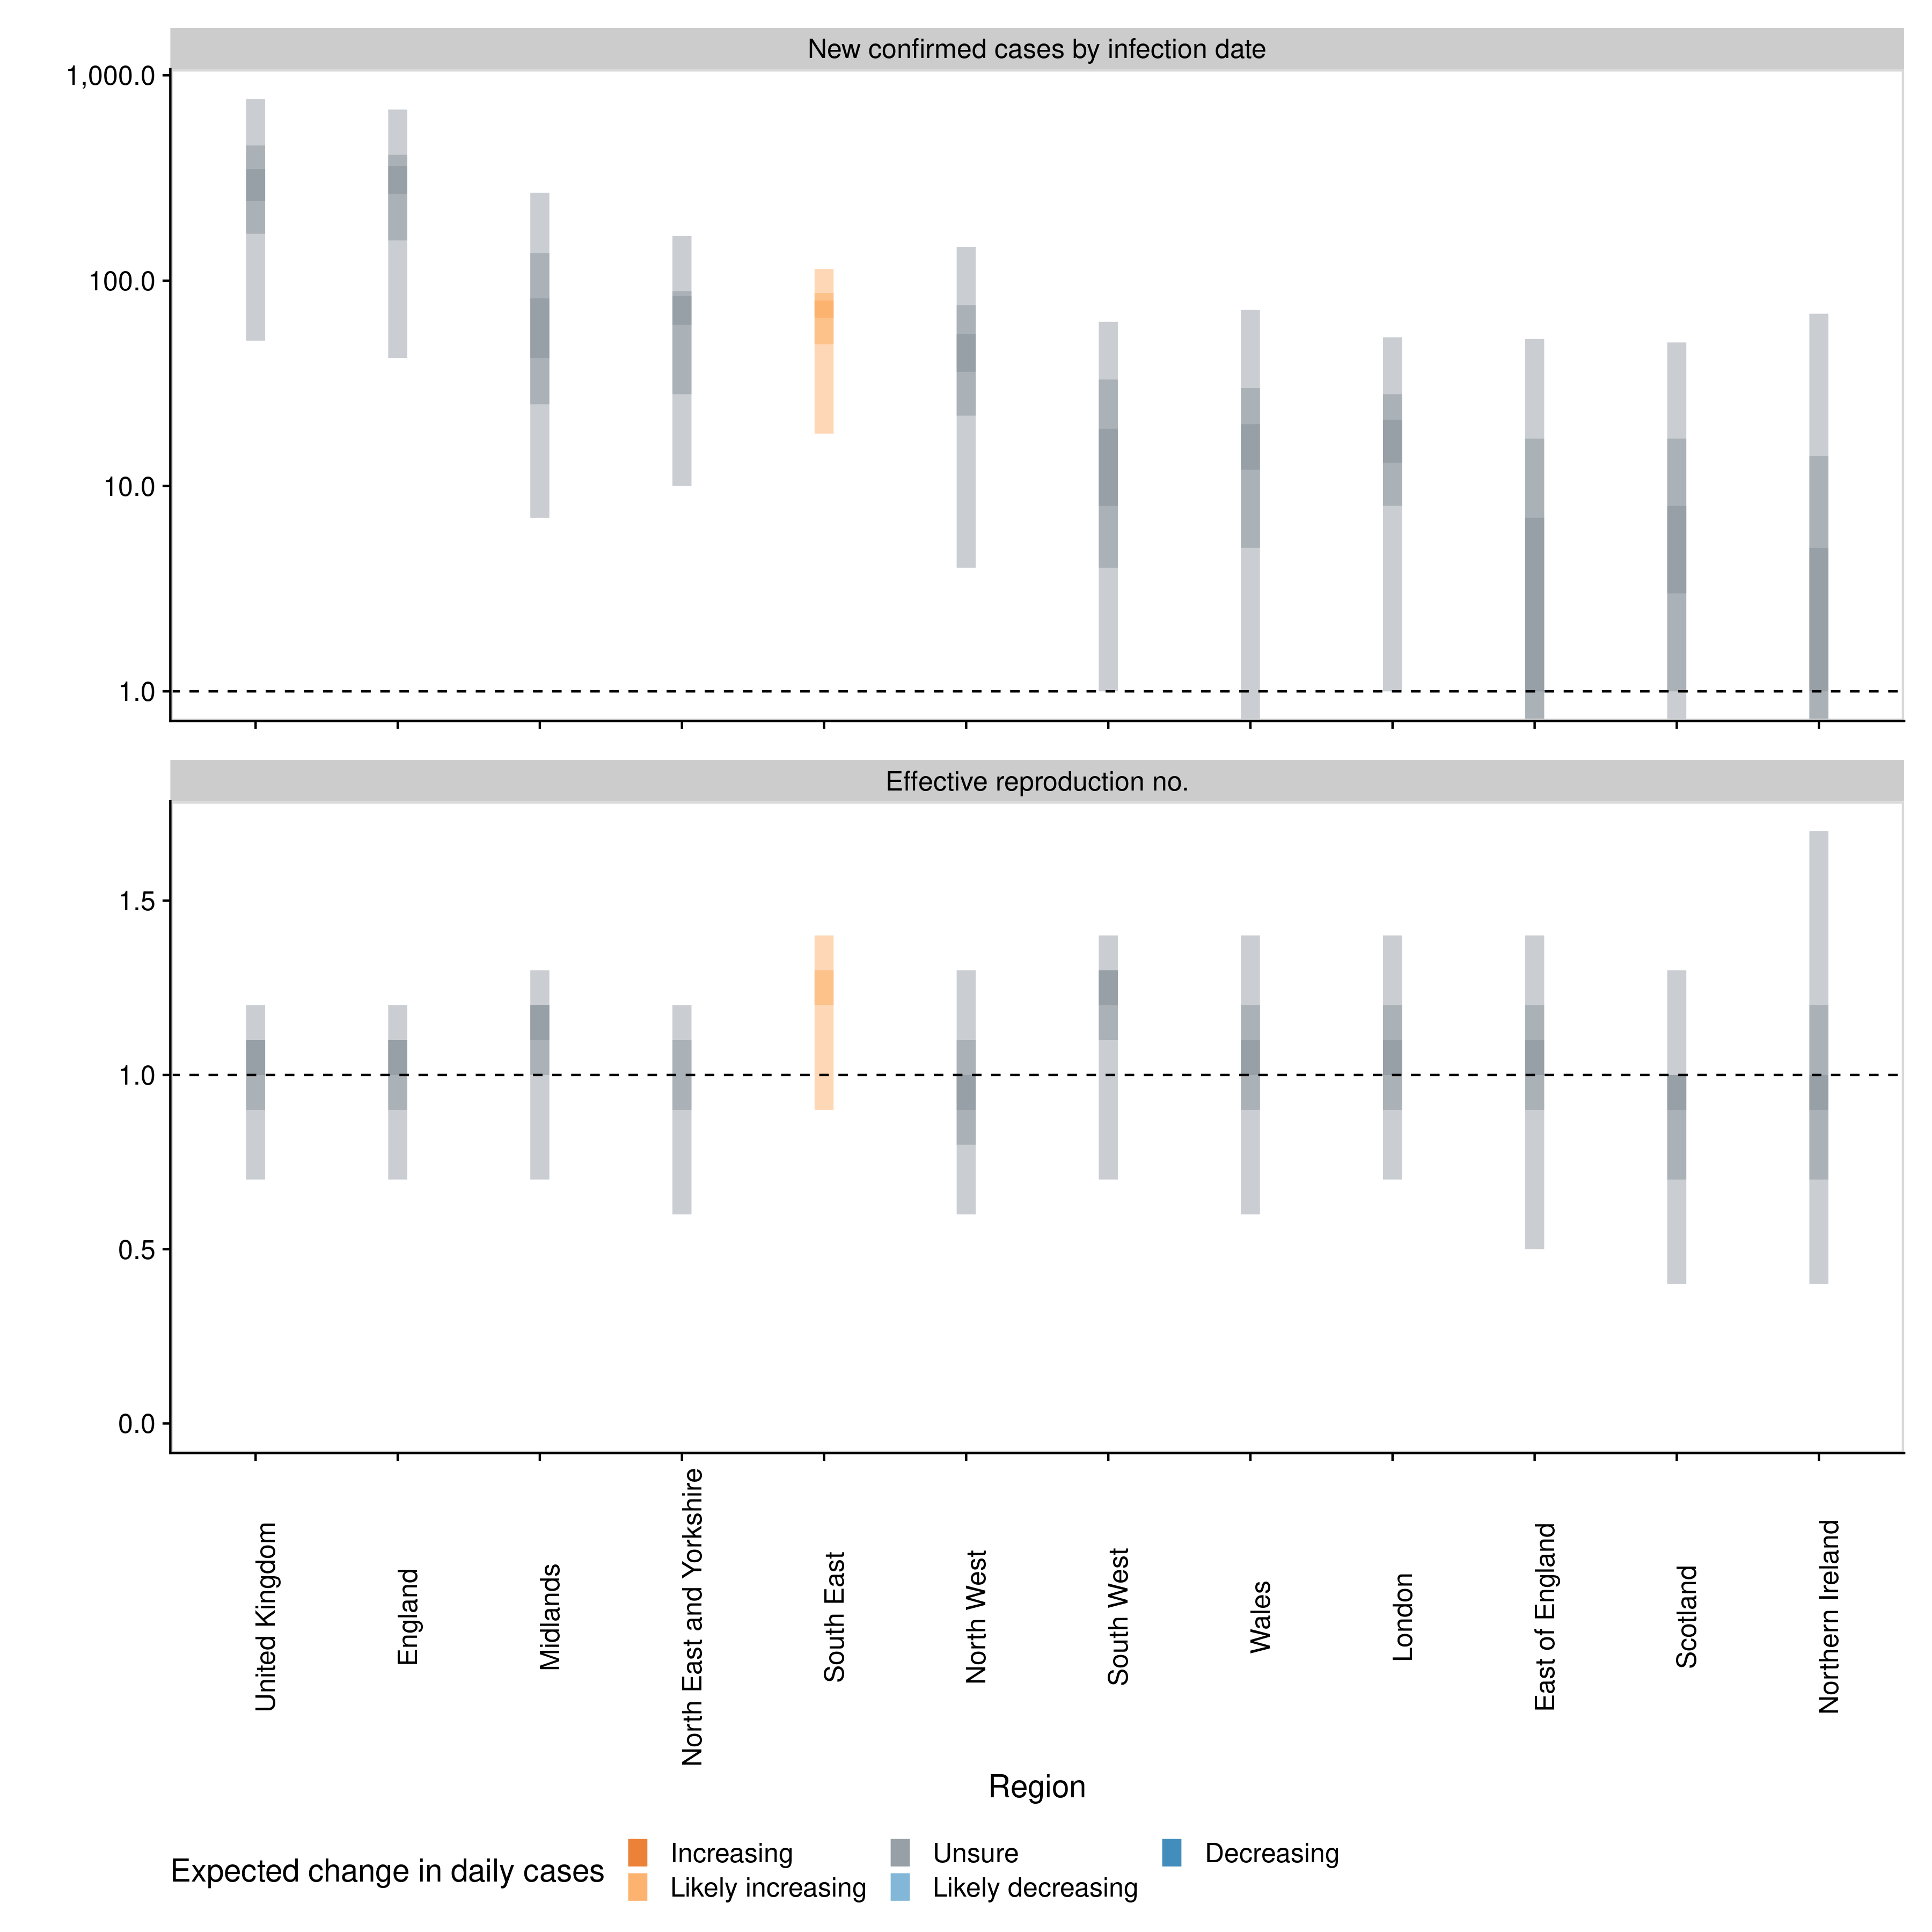 New confirmed cases by infection date
1,000.0
100.0
10.0
1.0
Effective reproduction no.
1.5
1.0
0.5
0.0
United Kingdom
England
Midlands
North East and Yorkshire
South East
North West
South West
Wales
London
East of England
Scotland
Northern Ireland
Region
Expected change in daily cases
Increasing
Likely increasing
Unsure
Likely decreasing
Decreasing